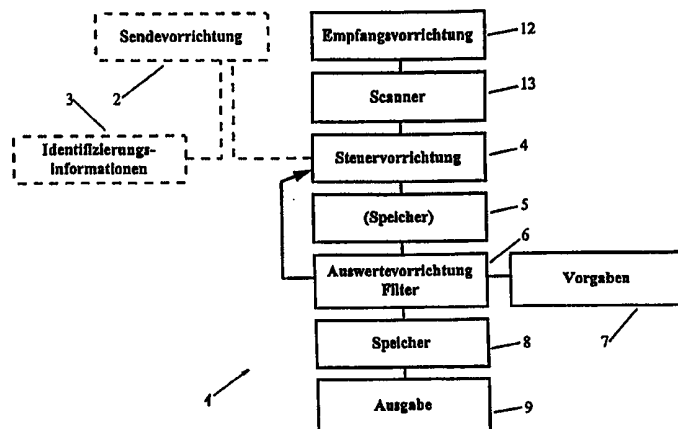 Sendevorrichtung
2
3
Identifizierungs-
informationen
Empfangsvorrichtung
12
Scanner
13
Steuervorrichtung
4
(Speicher)
5
6
Auswertevorrichtung
Filter
Vorgaben
7
Speicher
8
Ausgabe
9
1